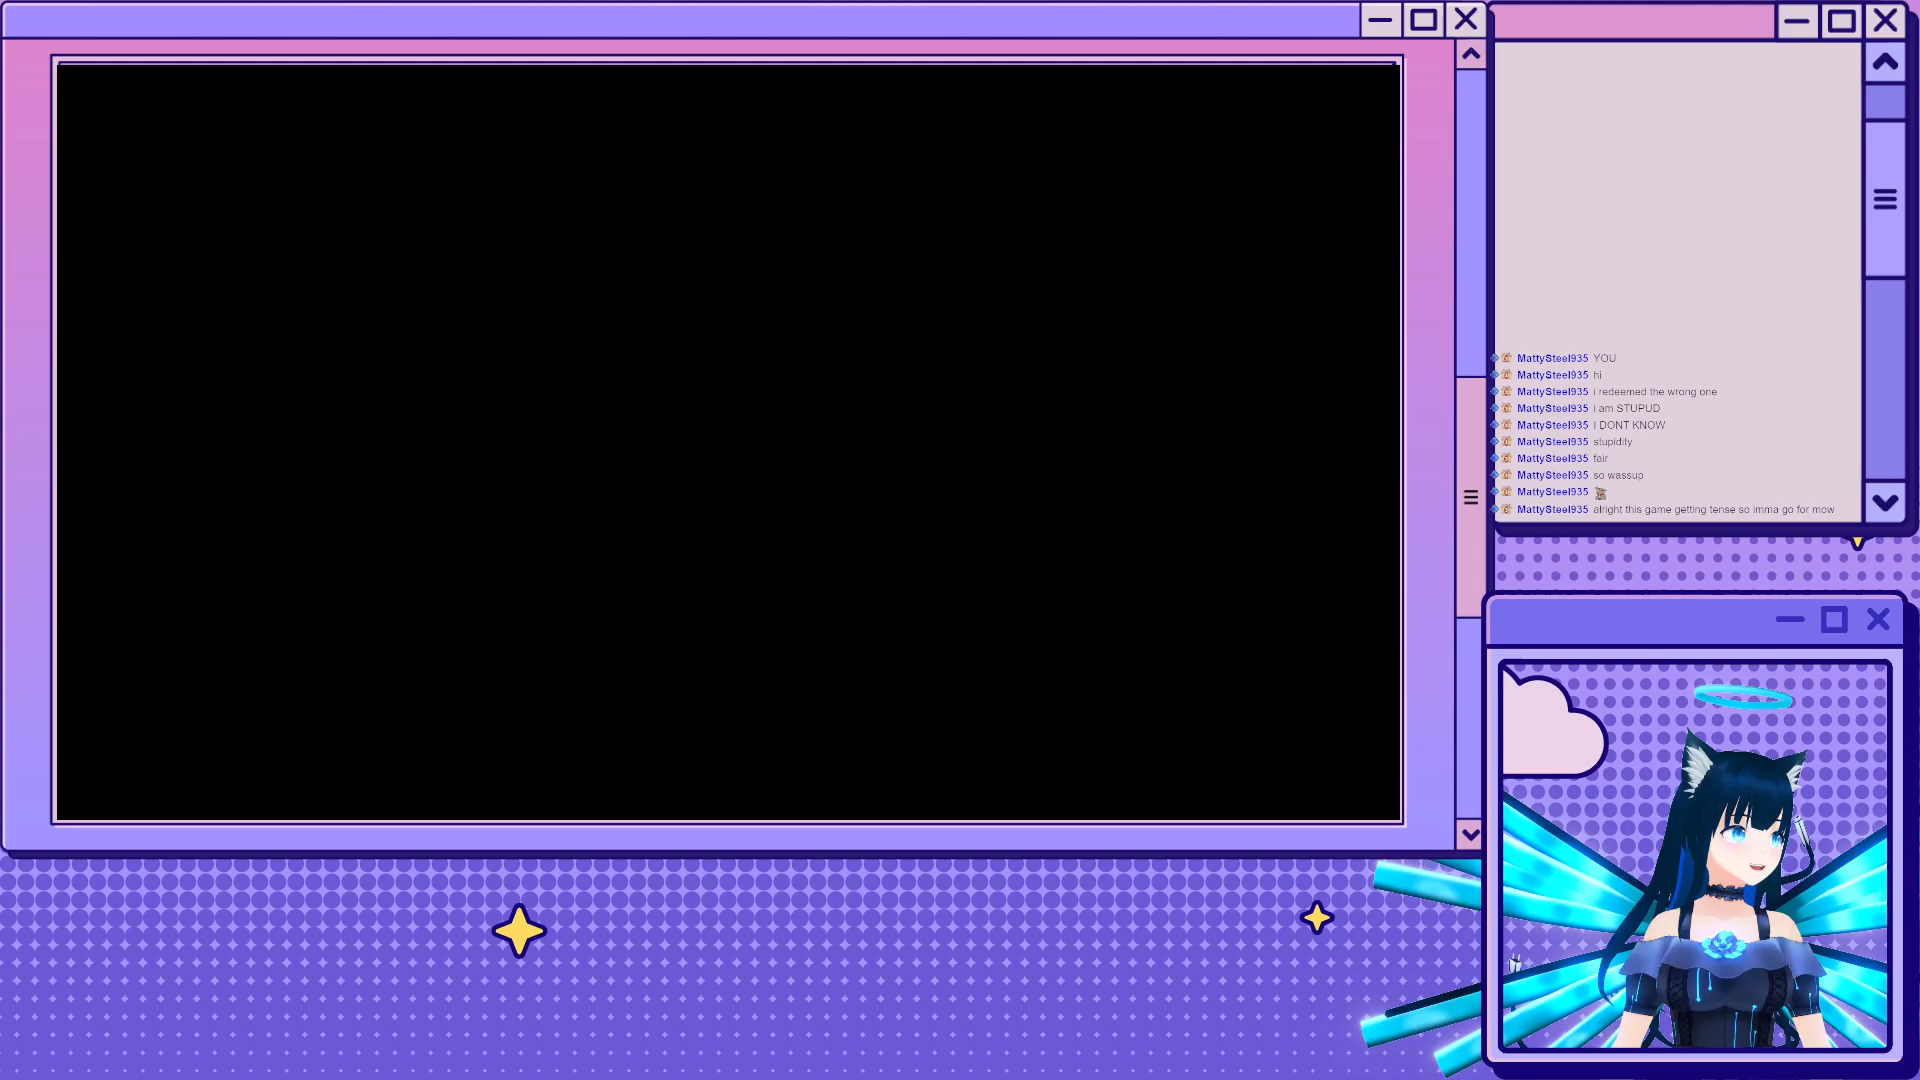 MattySteel935 YOU
MattySteel935 hi
MattySteel935 i redeemed the wrong one
MattySteel935 i am STUPUD
MattySteel935 I DONT KNOW
MattySteel935 stupidity
MattySteel935 fair
MattySteel935 so wassup
MattySteel935
MattySteel935 alright this game getting tense so imma go for mow